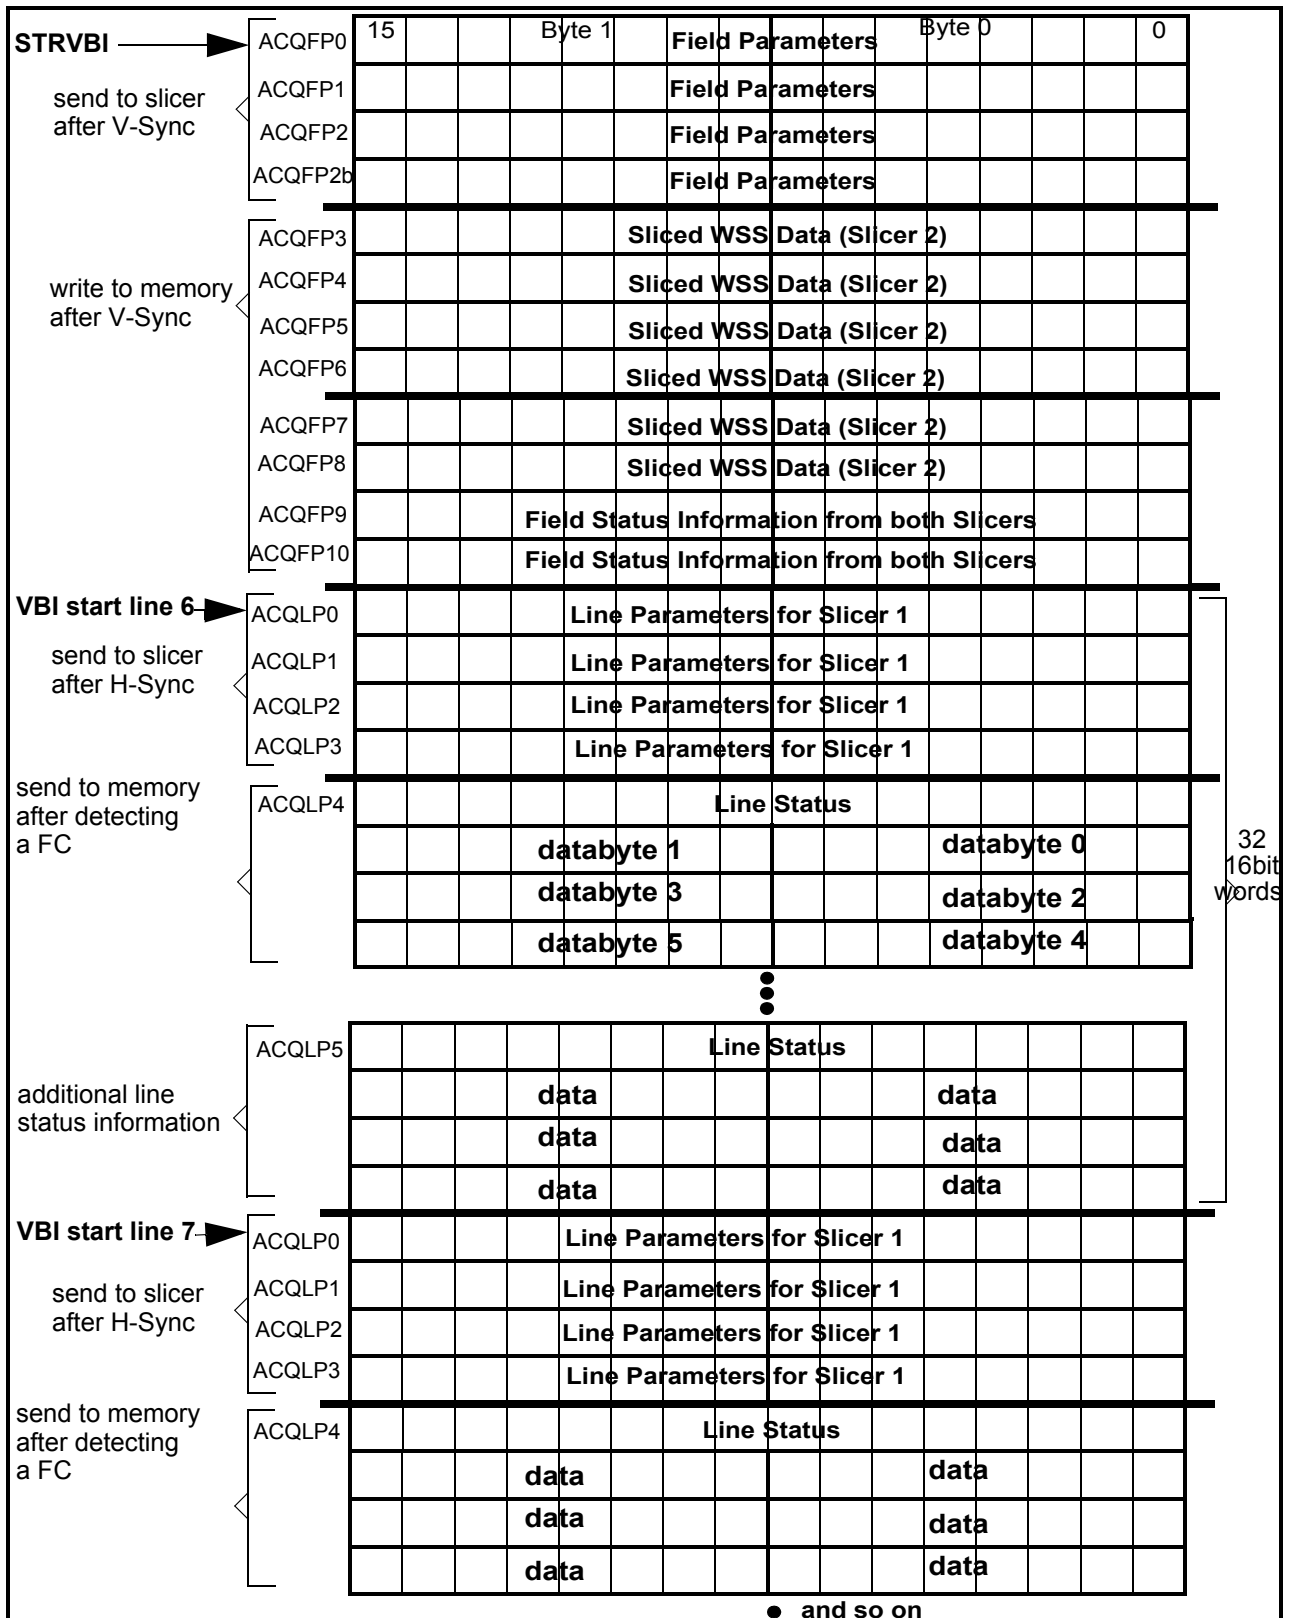 15 Byte 1 Byte 0 0
STRVBI ACQFP0 Field Parameters
send to slicer
after V-Sync
ACQFP1 Field Parameters
ACQFP2 Field Parameters
ACQFP2b Field Parameters
write to memory
after V-Sync
ACQFP3 Sliced WSS Data (Slicer 2)
ACQFP4 Sliced WSS Data (Slicer 2)
ACQFP5 Sliced WSS Data (Slicer 2)
ACQFP6 Sliced WSS Data (Slicer 2)
ACQFP7 Sliced WSS Data (Slicer 2)
ACQFP8 Sliced WSS Data (Slicer 2)
ACQFP9 Field Status Information from both Slicers
ACQFP10 Field Status Information from both Slicers
VBI start line 6 ACQLP0 Line Parameters for Slicer 1
send to slicer
after H-Sync
ACQLP1 Line Parameters for Slicer 1
ACQLP2 Line Parameters for Slicer 1
ACQLP3 Line Parameters for Slicer 1
send to memory
after detecting
a FC
ACQLP4 Line Status
databyte 1 databyte 0
databyte 3 databyte 2
databyte 5 databyte 4
32
16bit
words
ACQLP5 Line Status
additional line
status information
data data
data data
data data
VBI start line 7 ACQLP0 Line Parameters for Slicer 1
send to slicer
after H-Sync
ACQLP1 Line Parameters for Slicer 1
ACQLP2 Line Parameters for Slicer 1
ACQLP3 Line Parameters for Slicer 1
send to memory
after detecting
a FC
ACQLP4 Line Status
data data
data data
data data
and so on